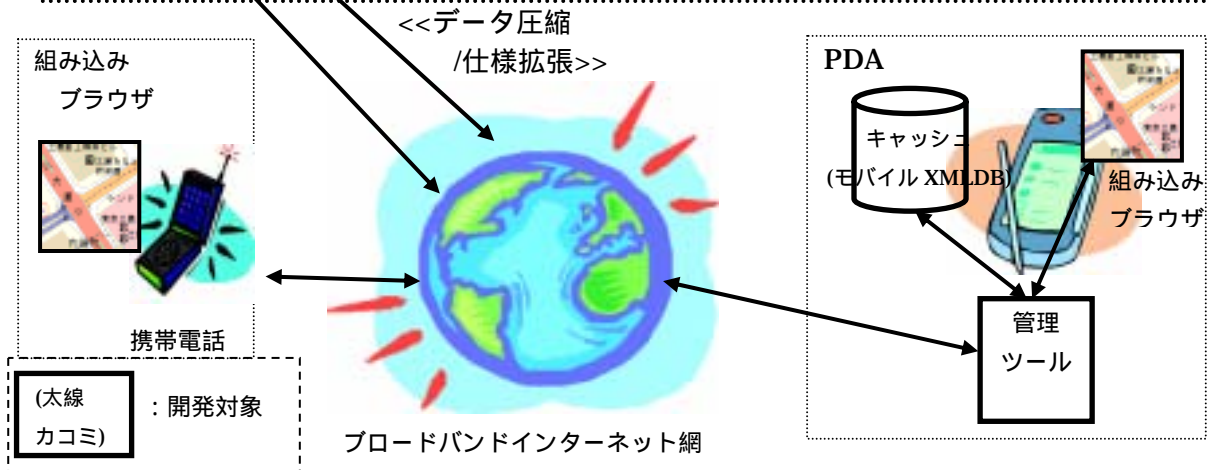 <<データ圧縮
/仕様拡張>>
組み込み
ブラウザ
携帯電話
(太線
カコミ)
：開発対象
ブロードバンドインターネット網
PDA
キャッシュ
(モバイル XMLDB)
組み込み
ブラウザ
管理
ツール